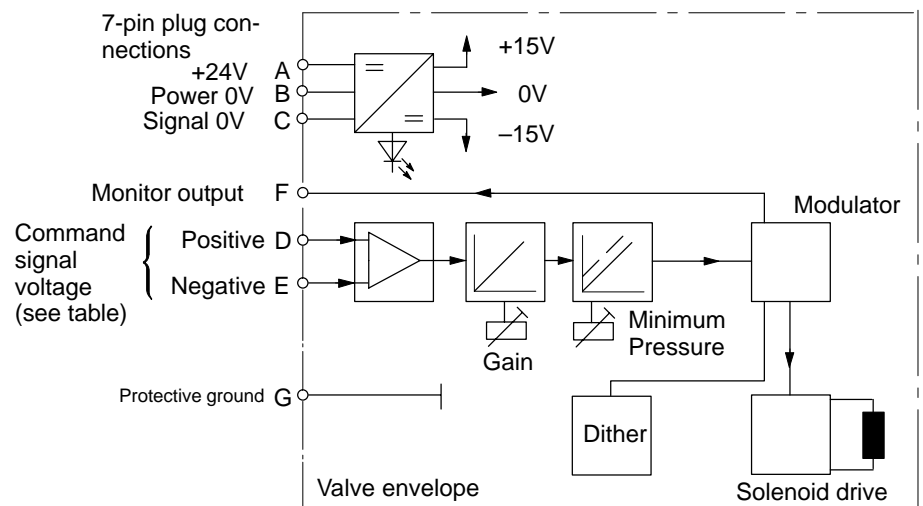 7-pin plug con-
nections
+24V A
Power 0V B
Signal 0V C
+15V
0V
–15V
Monitor output F
Modulator
Command
signal
voltage
(see table)
Positive D
Negative E
Gain
Minimum
Pressure
Protective ground G
Dither
Valve envelope
Solenoid drive